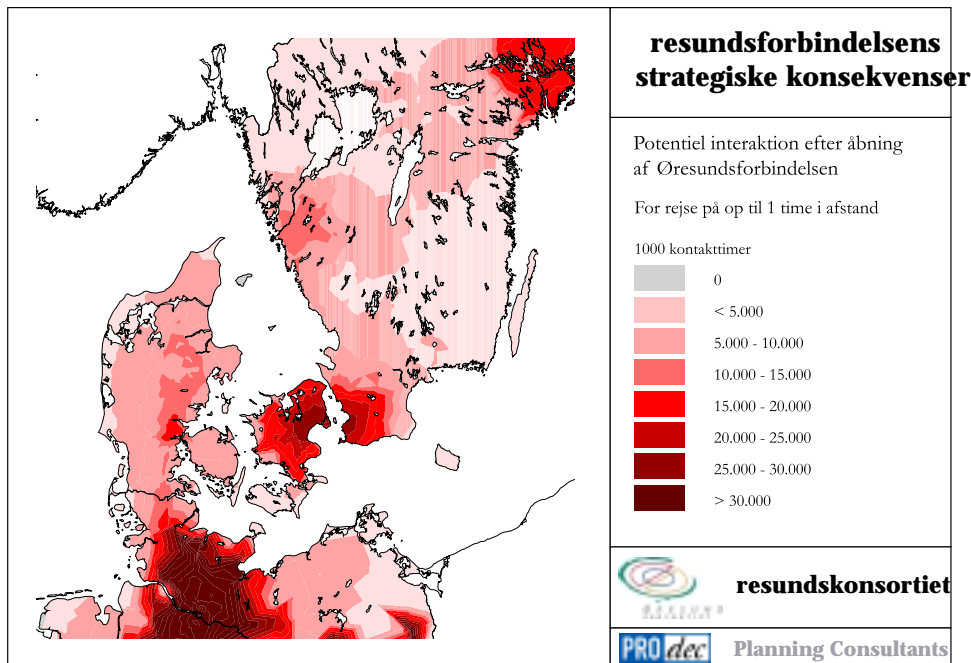 resundsforbindelsens
strategiske konsekvenser
Potentiel interaktion efter åbning
af Øresundsforbindelsen
For rejse på op til 1 time i afstand
1000 kontakttimer
0
< 5.000
5.000 - 10.000
10.000 - 15.000
15.000 - 20.000
20.000 - 25.000
25.000 - 30.000
> 30.000
resundskonsortiet
PROdec Planning Consultants